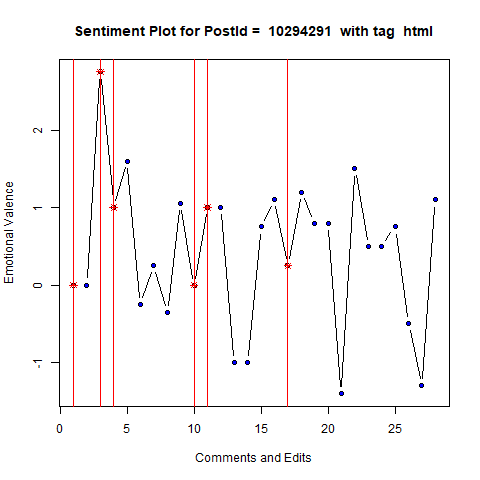 Sentiment Plot for PostId = 10294291 with tag html
Emotional Valence
2
1
0
-1
0 5 10 15 20 25
Comments and Edits